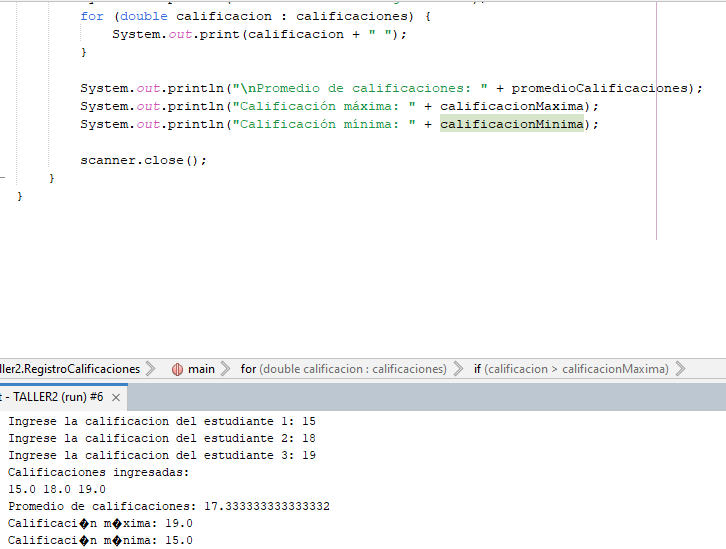 for (double calificacion : calificaciones) {
System.out.print(calificacion + " ");
}
System.out.println("\nPromedio de calificaciones: " + promedioCalificaciones);
System.out.println("Calificación máxima: " + calificacionMaxima);
System.out.println("Calificación mínima: " + calificacionMinima);
scanner.close();
}
}
ller2.RegistroCalificaciones main for (double calificacion : calificaciones) if (calificacion > calificacionMaxima)
t - TALLER2 (run) #6 ×
Ingrese la calificacion del estudiante 1: 15
Ingrese la calificacion del estudiante 2: 18
Ingrese la calificacion del estudiante 3: 19
Calificaciones ingresadas:
15.0 18.0 19.0
Promedio de calificaciones: 17.333333333333332
Calificaci�n m�xima: 19.0
Calificaci�n m�nima: 15.0